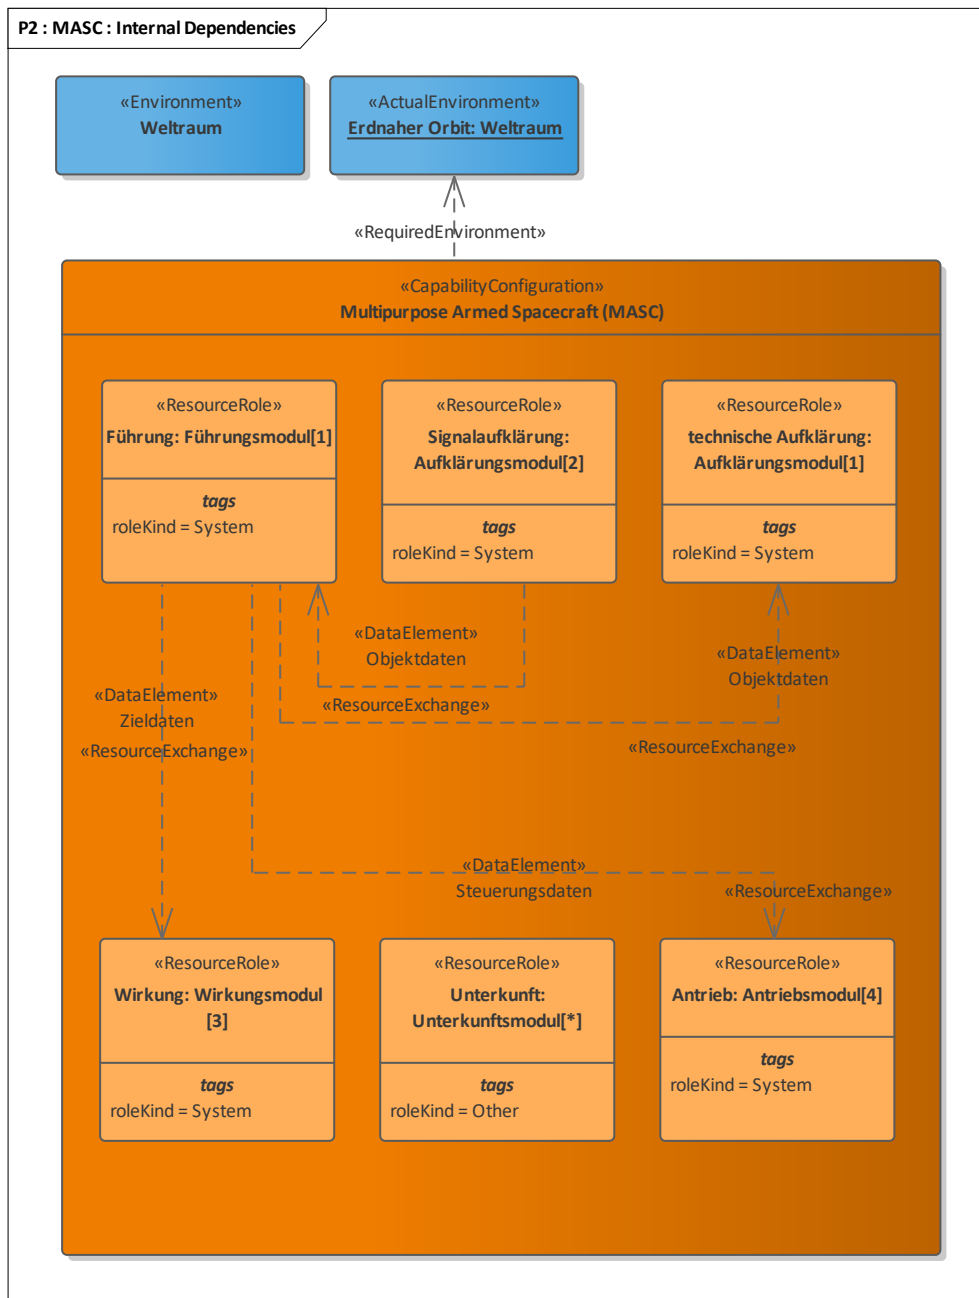 P2 : MASC : Internal Dependencies
«Environment»
Weltraum
«ActualEnvironment»
Erdnaher Orbit: Weltraum
«RequiredEnvironment»
«CapabilityConfiguration»
Multipurpose Armed Spacecraft (MASC)
«ResourceRole»
Führung: Führungsmodul[1]
tags
roleKind = System
«ResourceRole»
Signalaufklärung:
Aufklärungsmodul[2]
tags
roleKind = System
«ResourceRole»
technische Aufklärung:
Aufklärungsmodul[1]
tags
roleKind = System
«DataElement»
Objektdaten
«ResourceExchange»
«DataElement»
Objektdaten
«ResourceExchange»
«DataElement»
Zieldaten
«ResourceExchange»
«DataElement»
Steuerungsdaten
«ResourceExchange»
«ResourceRole»
Wirkung: Wirkungsmodul
[3]
tags
roleKind = System
«ResourceRole»
Unterkunft:
Unterkunftsmodul[*]
tags
roleKind = Other
«ResourceRole»
Antrieb: Antriebsmodul[4]
tags
roleKind = System